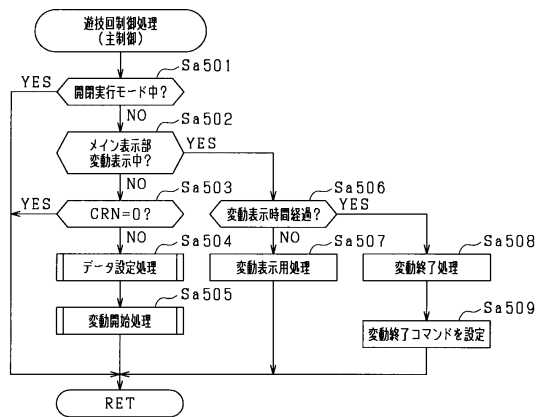 遊技回制御処理
(主制御)
Sa501
開閉実行モード中?
YES
NO
Sa502
メイン表示部
変動表示中?
YES
NO
Sa503
CRN=0?
YES
NO
Sa504
データ設定処理
Sa505
変動開始処理
Sa506
変動表示時間経過?
YES
NO
Sa507
変動表示用処理
Sa508
変動終了処理
Sa509
変動終了コマンドを設定
RET